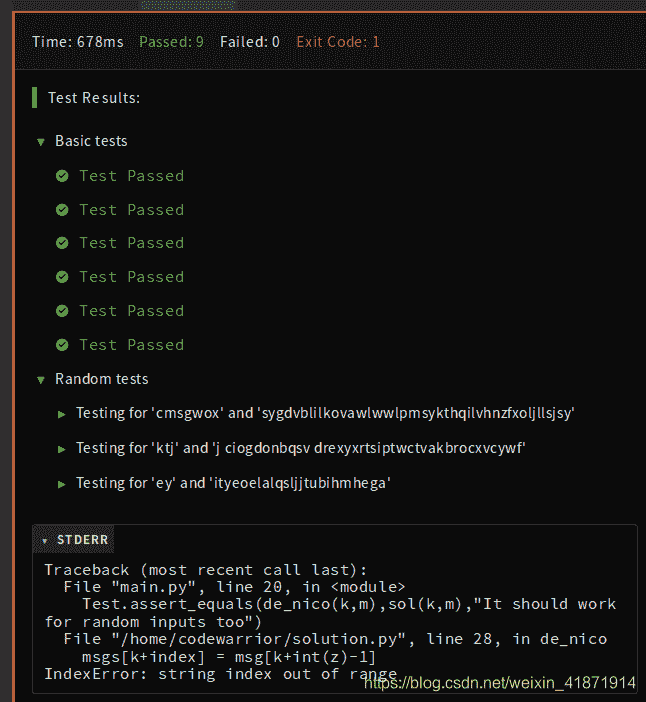 Time: 678ms Passed: 9 Failed: 0 Exit Code: 1
Test Results:
Basic tests
Test Passed
Test Passed
Test Passed
Test Passed
Test Passed
Test Passed
Random tests
Testing for 'cmsgwox' and 'sygdvblilkovawlwwlpmsykthqilvhnzfxoljllsjsy'
Testing for 'ktj' and 'j ciogdonbqsv drexyxrtsiptwctvakbrocxvcywf'
Testing for 'ey' and 'ityeoelalqsljjtubihmhega'
STDERR
Traceback (most recent call last):
File "main.py", line 20, in <module>
Test.assert_equals(de_nico(k,m),sol(k,m),"It should work
for random inputs too")
File "/home/codewarrior/solution.py", line 28, in de_nico
msgs[k+index] = msg[k+int(z)-1]
IndexError: string index out of range
https://blog.csdn.net/weixin_41871914